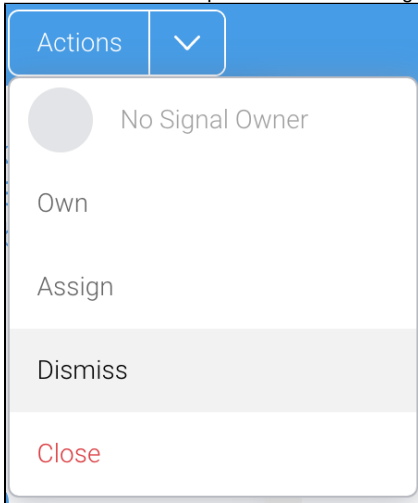 Actions
No Signal Owner
Own
Assign
Dismiss
Close